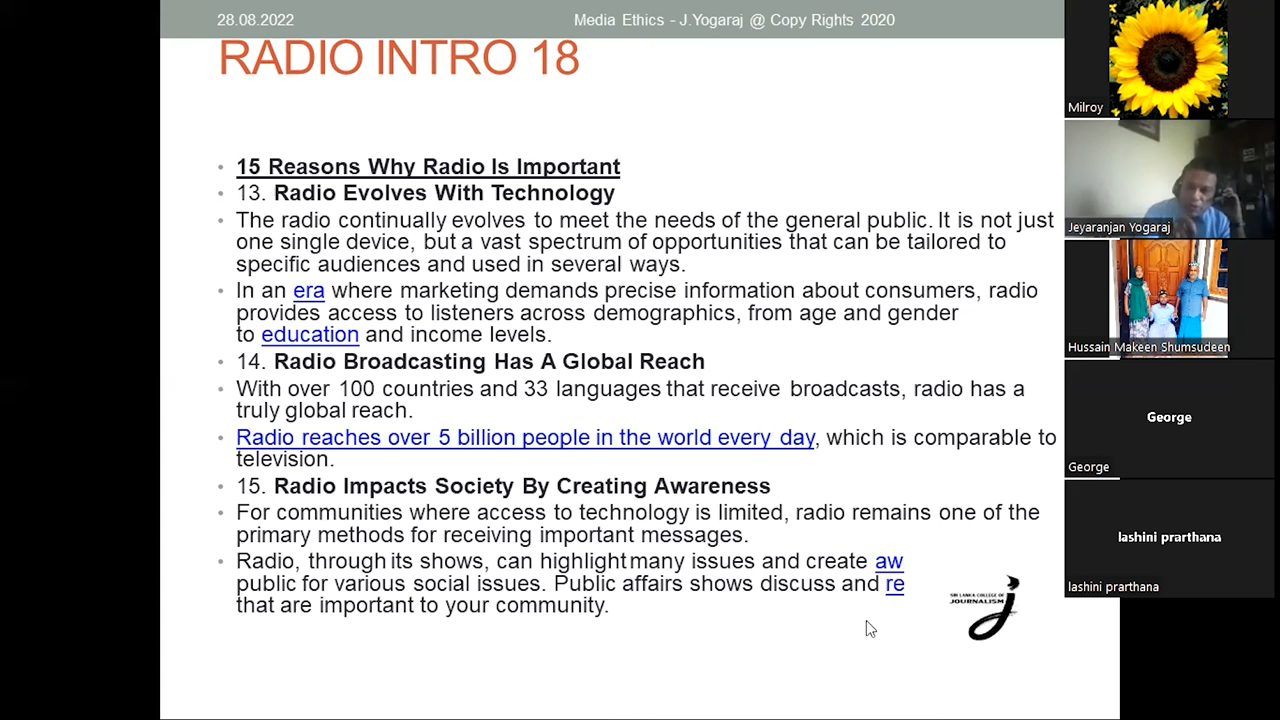 28.08.2022
Media Ethics - J.Yogaraj @ Copy Rights 2020
RADIO INTRO 18
15 Reasons Why Radio Is Important
13. Radio Evolves With Technology
The radio continually evolves to meet the needs of the general public. It is not just
one single device, but a vast spectrum of opportunities that can be tailored to
specific audiences and used in several ways.
In an era where marketing demands precise information about consumers, radio
provides access to listeners across demographics, from age and gender
to education and income levels.
14. Radio Broadcasting Has A Global Reach
With over 100 countries and 33 languages that receive broadcasts, radio has a
truly global reach.
Radio reaches over 5 billion people in the world every day, which is comparable to
television.
15. Radio Impacts Society By Creating Awareness
For communities where access to technology is limited, radio remains one of the
primary methods for receiving important messages.
Radio, through its shows, can highlight many issues and create aw
public for various social issues. Public affairs shows discuss and re
that are important to your community.
SRI LANKA COLLEGE OF
JOURNALISM
Milroy
Jeyaranjan Yogaraj
Hussain Makeen Shumsudeen
George
George
lashini prarthana
lashini prarthana